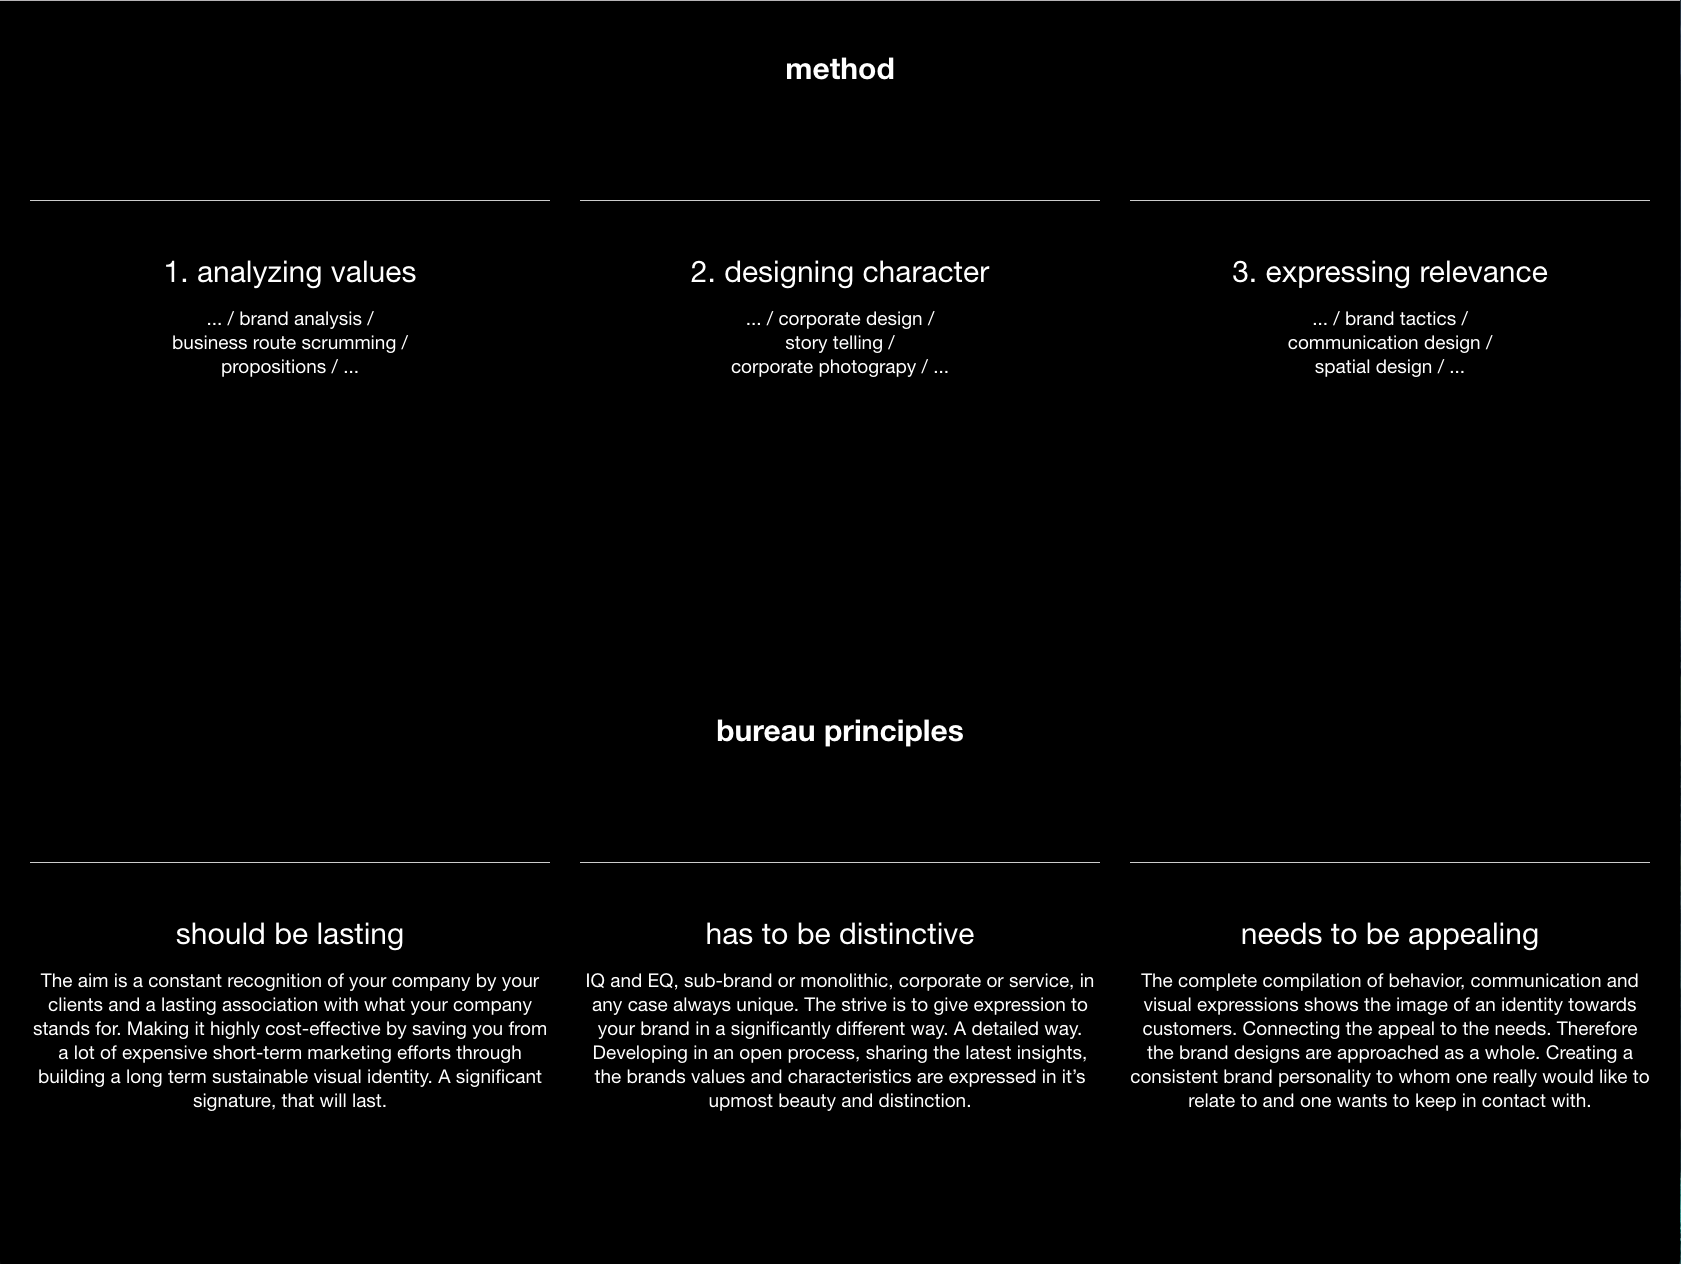 method
1. analyzing values
... / brand analysis /
business route scrumming /
propositions / ...
2. designing character
... / corporate design /
story telling /
corporate photograpy / ...
3. expressing relevance
... / brand tactics /
communication design /
spatial design / ...
bureau principles
should be lasting
The aim is a constant recognition of your company by your
clients and a lasting association with what your company
stands for. Making it highly cost-effective by saving you from
a lot of expensive short-term marketing efforts through
building a long term sustainable visual identity. A significant
signature, that will last.
has to be distinctive
IQ and EQ, sub-brand or monolithic, corporate or service, in
any case always unique. The strive is to give expression to
your brand in a significantly different way. A detailed way.
Developing in an open process, sharing the latest insights,
the brands values and characteristics are expressed in it’s
upmost beauty and distinction.
needs to be appealing
The complete compilation of behavior, communication and
visual expressions shows the image of an identity towards
customers. Connecting the appeal to the needs. Therefore
the brand designs are approached as a whole. Creating a
consistent brand personality to whom one really would like to
relate to and one wants to keep in contact with.